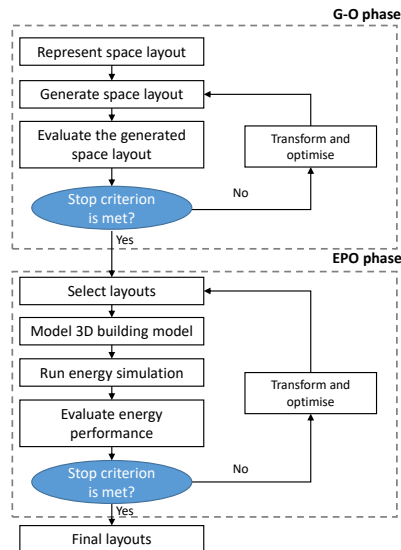 G-O phase
Represent space layout
Generate space layout
Evaluate the generated
space layout
Transform and
optimise
Stop criterion
is met?
No
Yes
EPO phase
Select layouts
Model 3D building model
Run energy simulation
Transform and
optimise
Evaluate energy
performance
Stop criterion
is met?
No
Yes
Final layouts